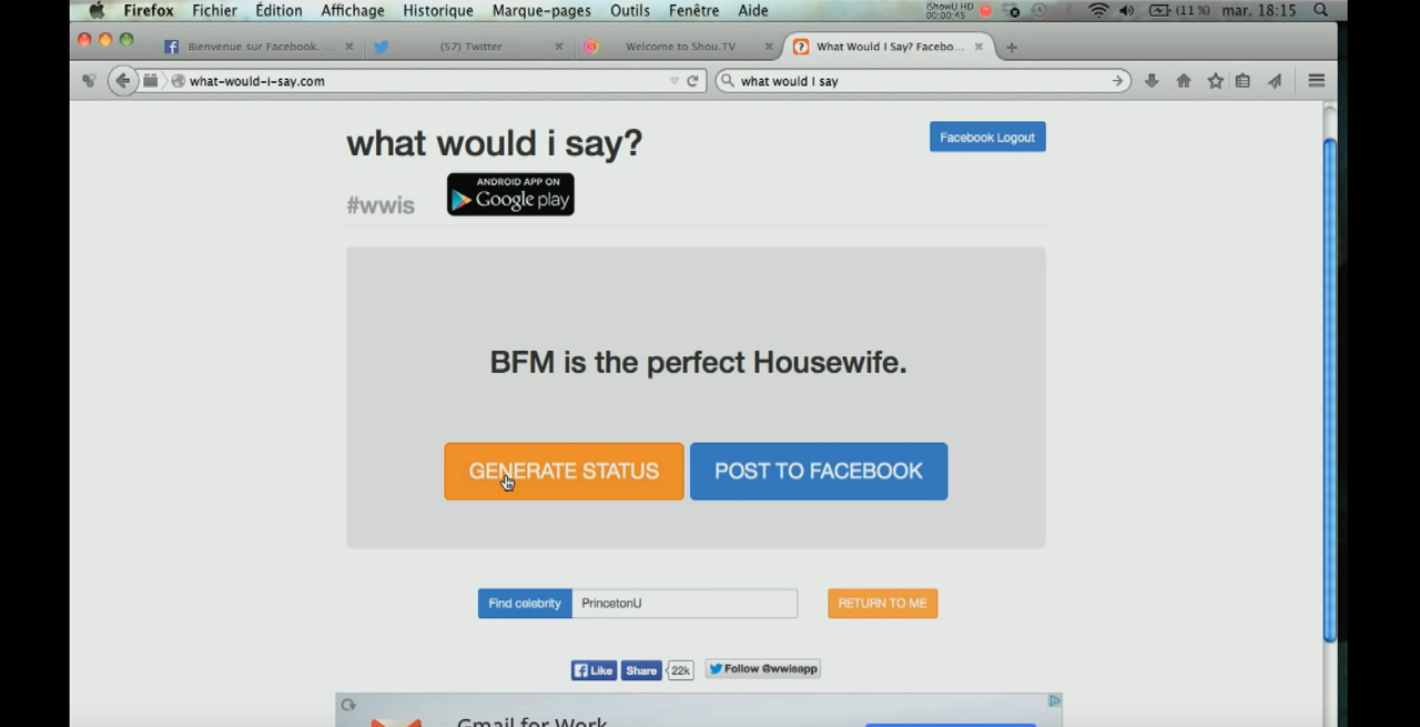 Firefox Fichier Édition Affichage Historique Marque-pages Outils Fenêtre Aide iShowU HD 00:00:45 (11 %) mar. 18:15
Bienvenue sur Facebook. ... (57) Twitter Welcome to Shou.TV What Would I Say? Facebo...
what-would-i-say.com what would I say
what would i say? Facebook Logout
#wwis ANDROID APP ON Google play
BFM is the perfect Housewife.
GENERATE STATUS POST TO FACEBOOK
Find celebrity PrincetonU RETURN TO ME
Like Share 22k Follow @wwisapp
Gmail for Work